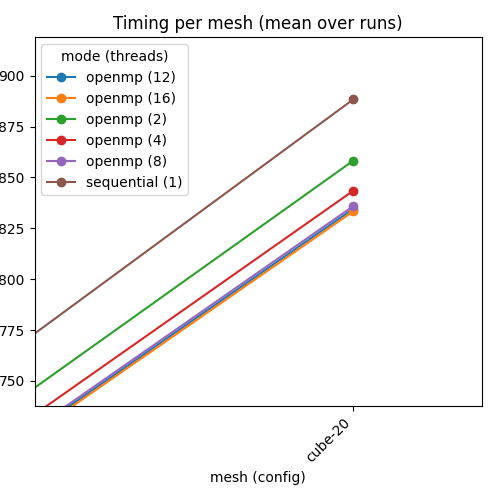 Timing per mesh (mean over runs)
mode (threads)
openmp (12)
openmp (16)
openmp (2)
openmp (4)
openmp (8)
sequential (1)
900
875
850
825
800
775
750
cube-20
mesh (config)